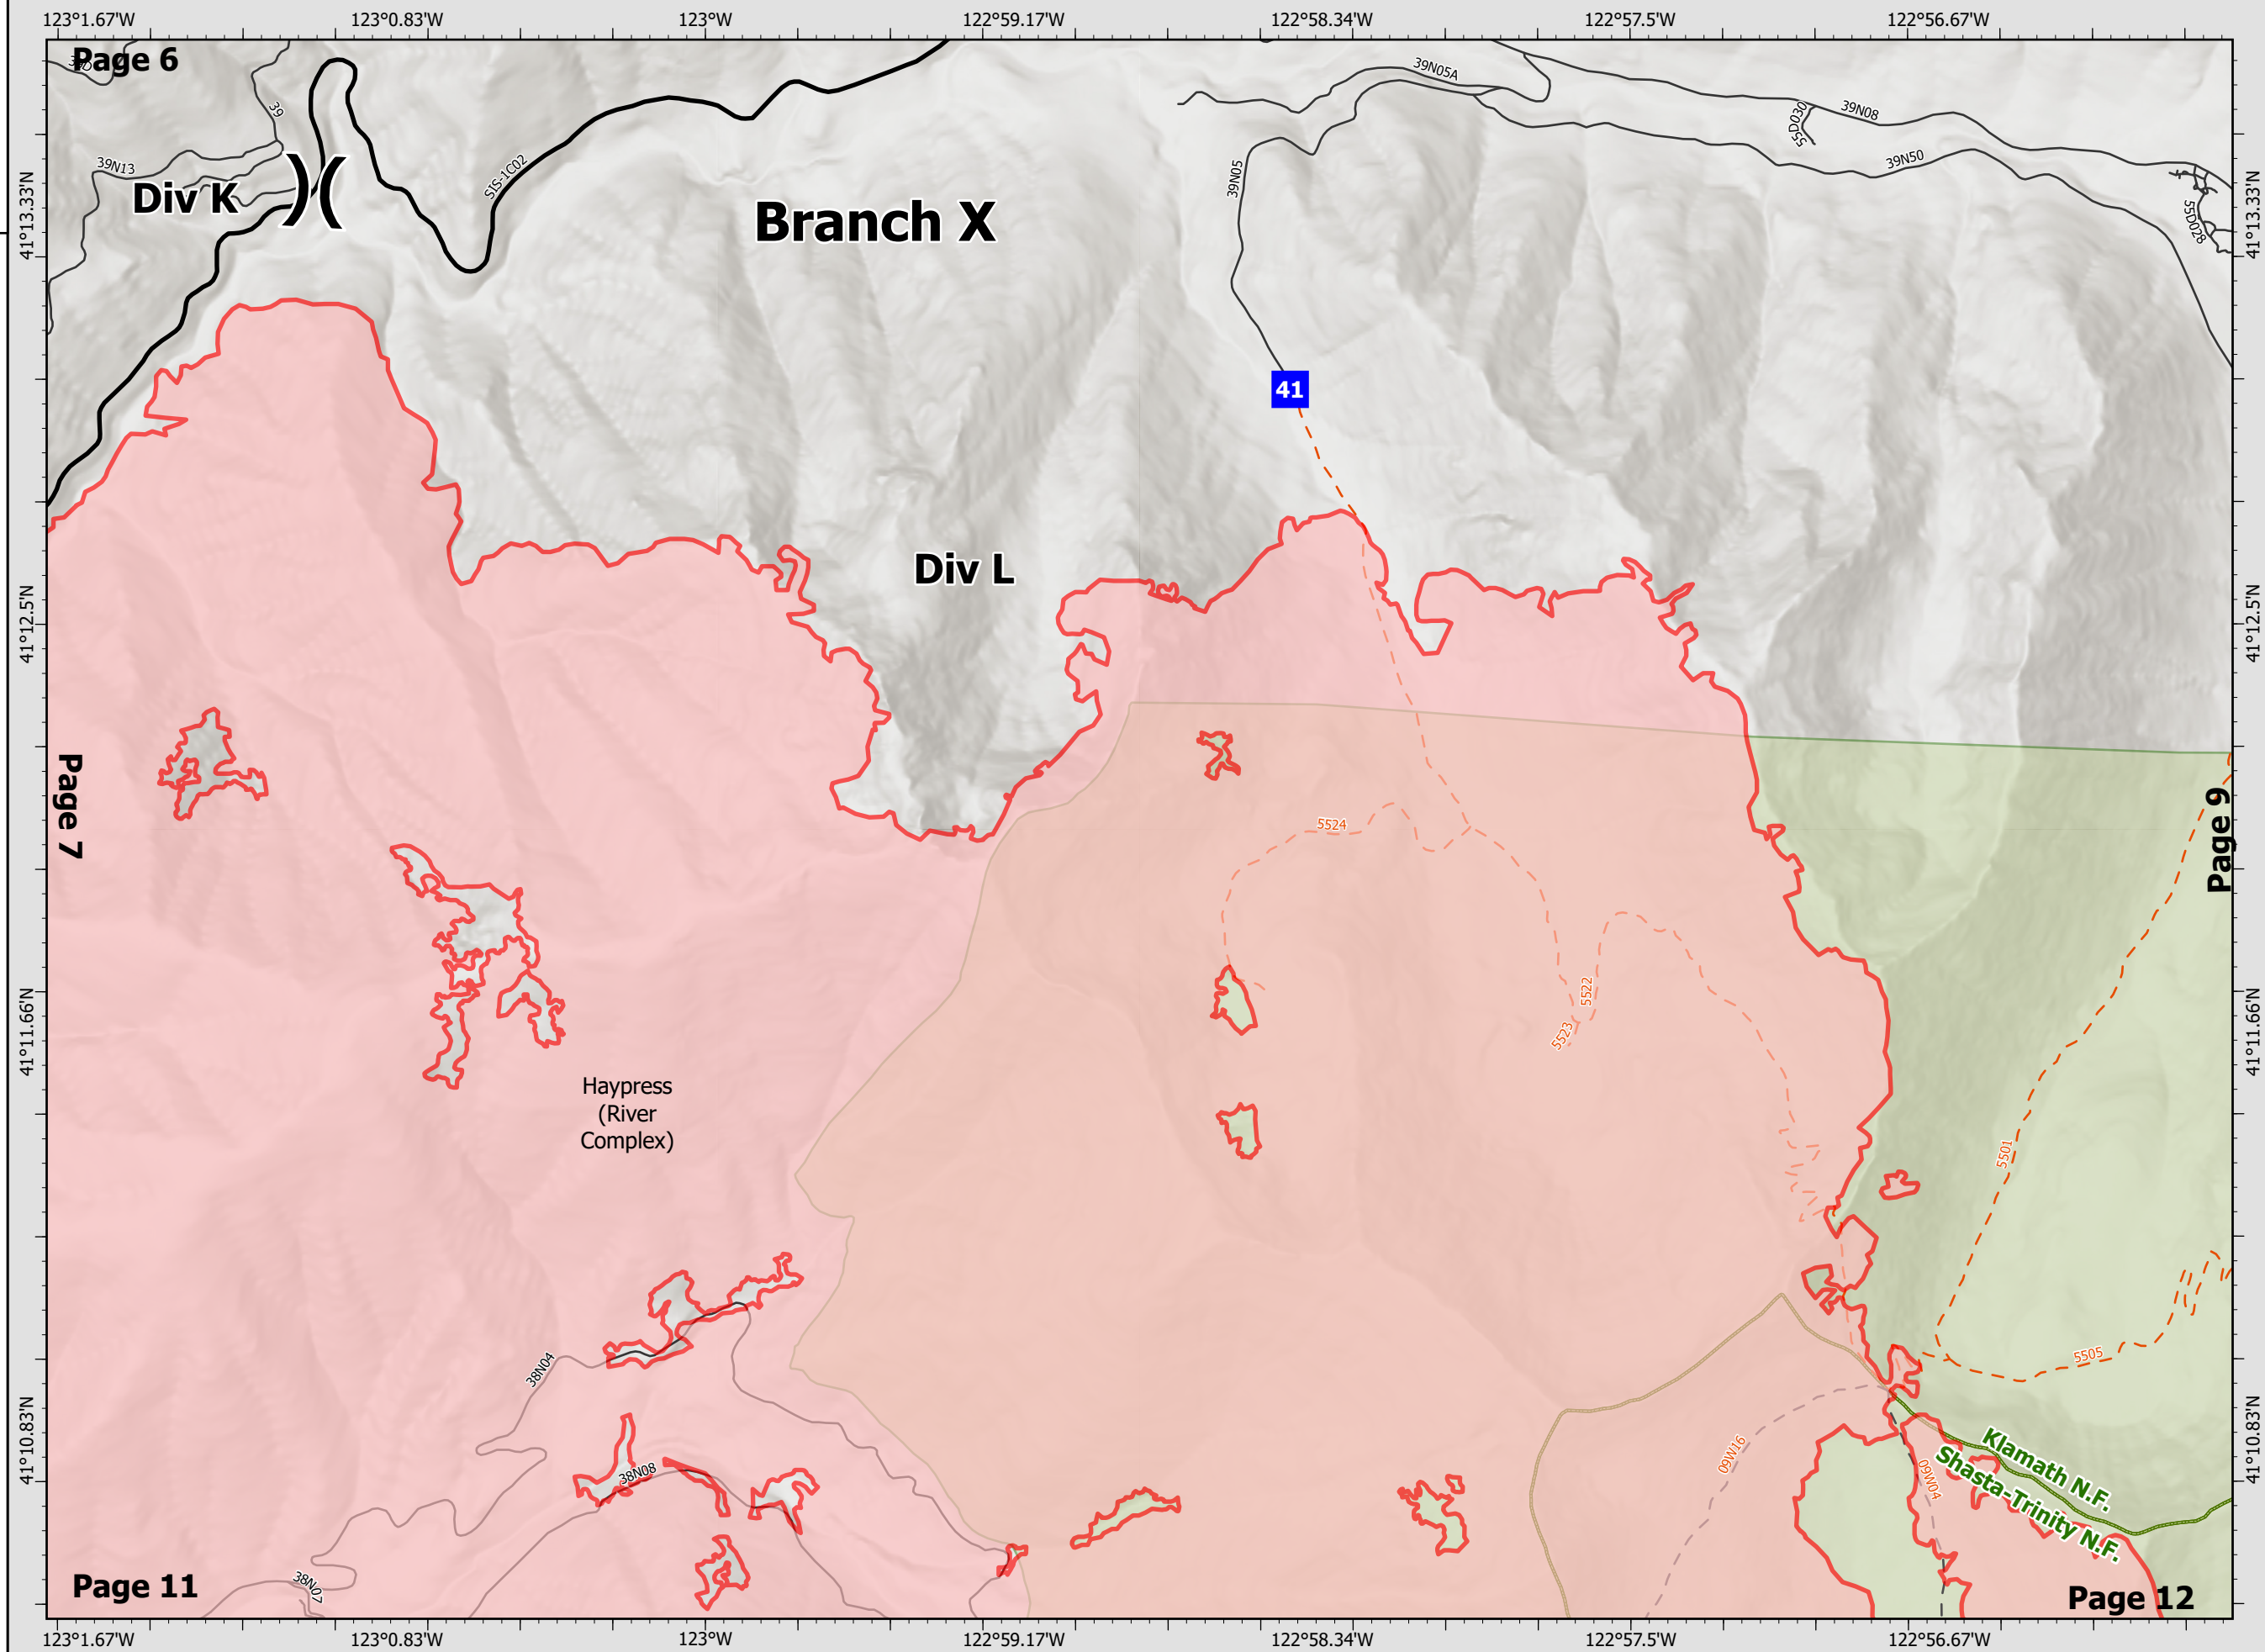 123°1.67'W
123°0.83'W
123°W
122°59.17'W
122°58.34'W
122°57.5'W
122°56.67'W
Page 6
39N05A
39
39N08
55D030
39N13
SIS-1C02
39N05
39N50
41°13.33'N
Div K
)(
Branch X
55D028
41°13.33'N
41
Div L
41°12.5'N
41°12.5'N
Page 7
Page 9
5524
5522
5523
41°11.66'N
41°11.66'N
Haypress
(River
Complex)
5501
38N04
5505
41°10.83'N
41°10.83'N
09W16
09W04
Klamath N.F.
Shasta-Trinity N.F.
38N08
38N07
Page 11
Page 12
123°1.67'W
123°0.83'W
123°W
122°59.17'W
122°58.34'W
122°57.5'W
122°56.67'W